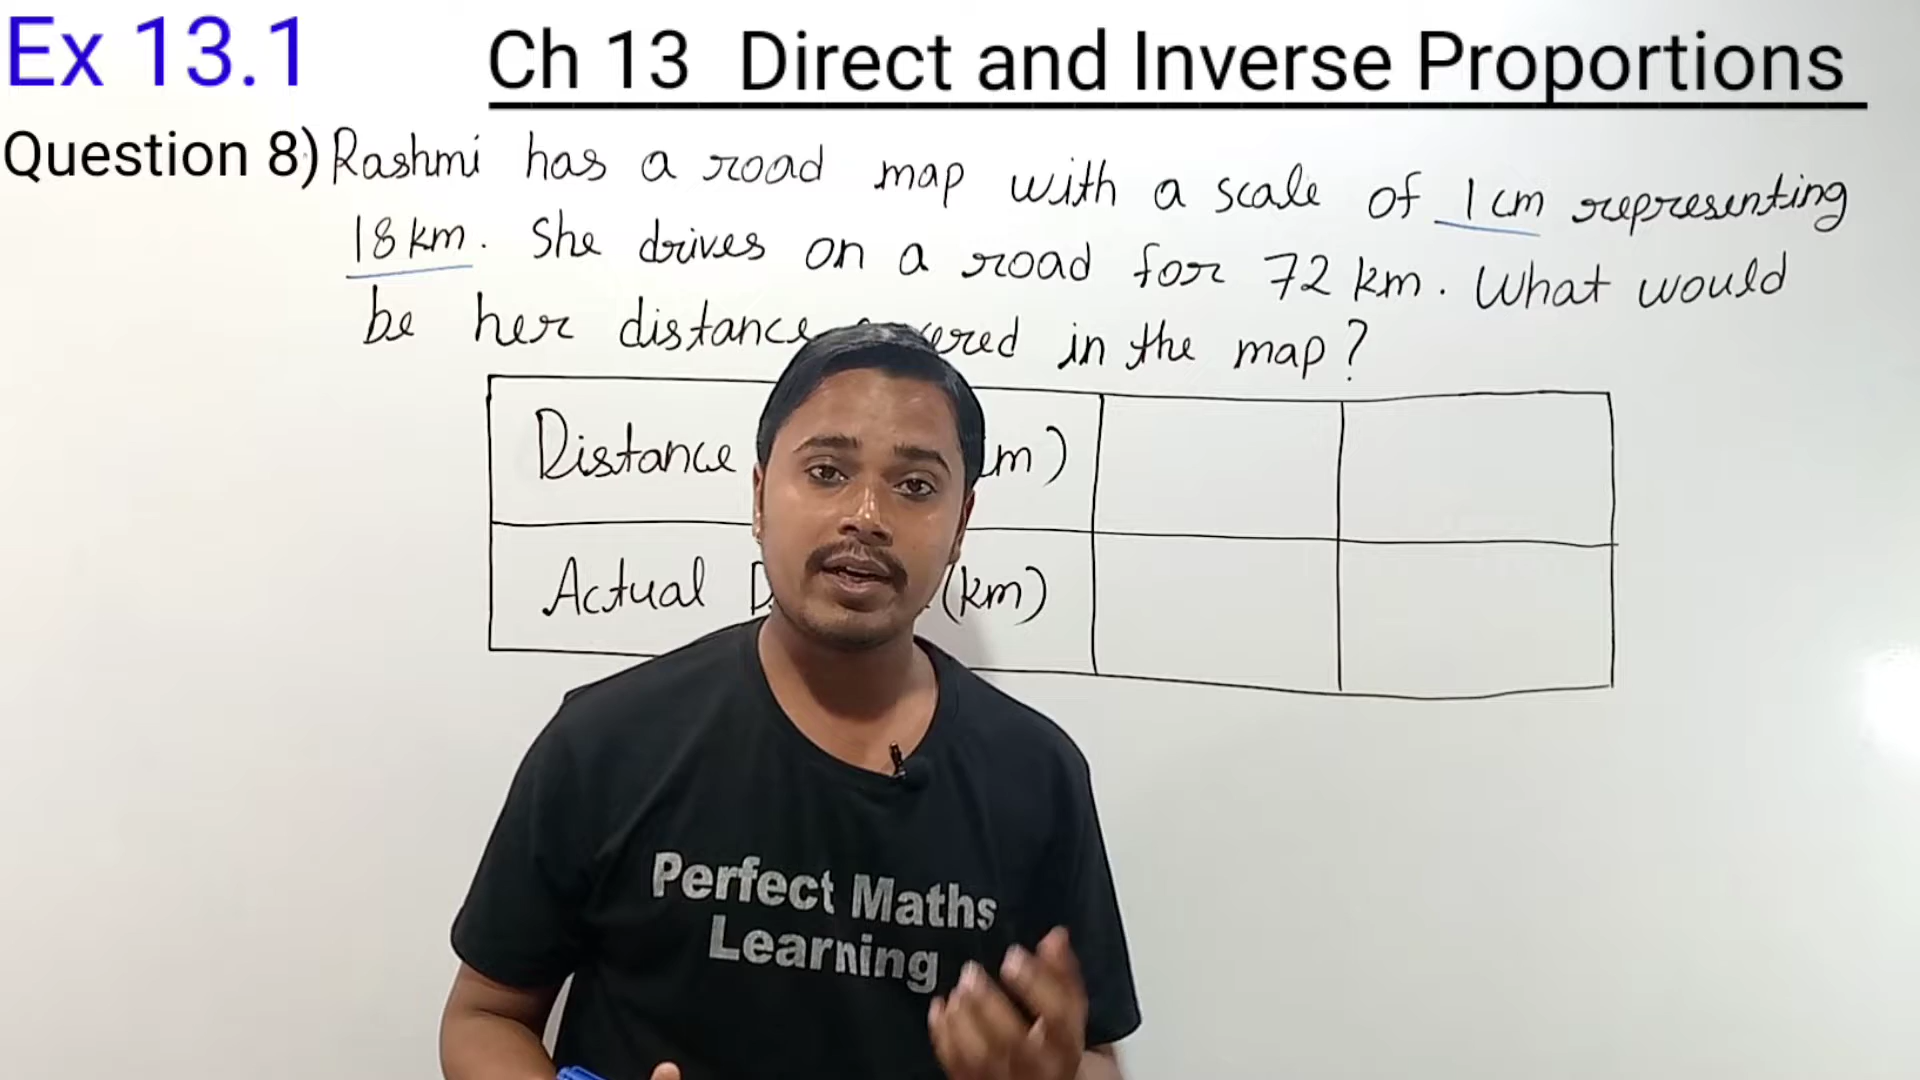 Ex 13.1
Ch 13 Direct and Inverse Proportions
Question 8) Rashmi has a road map with a scale of 1 cm representing
18 km. She drives on a road for 72 km. What would
be her distance in the map?
Distance
Actual (km)
Perfect Maths
Learning